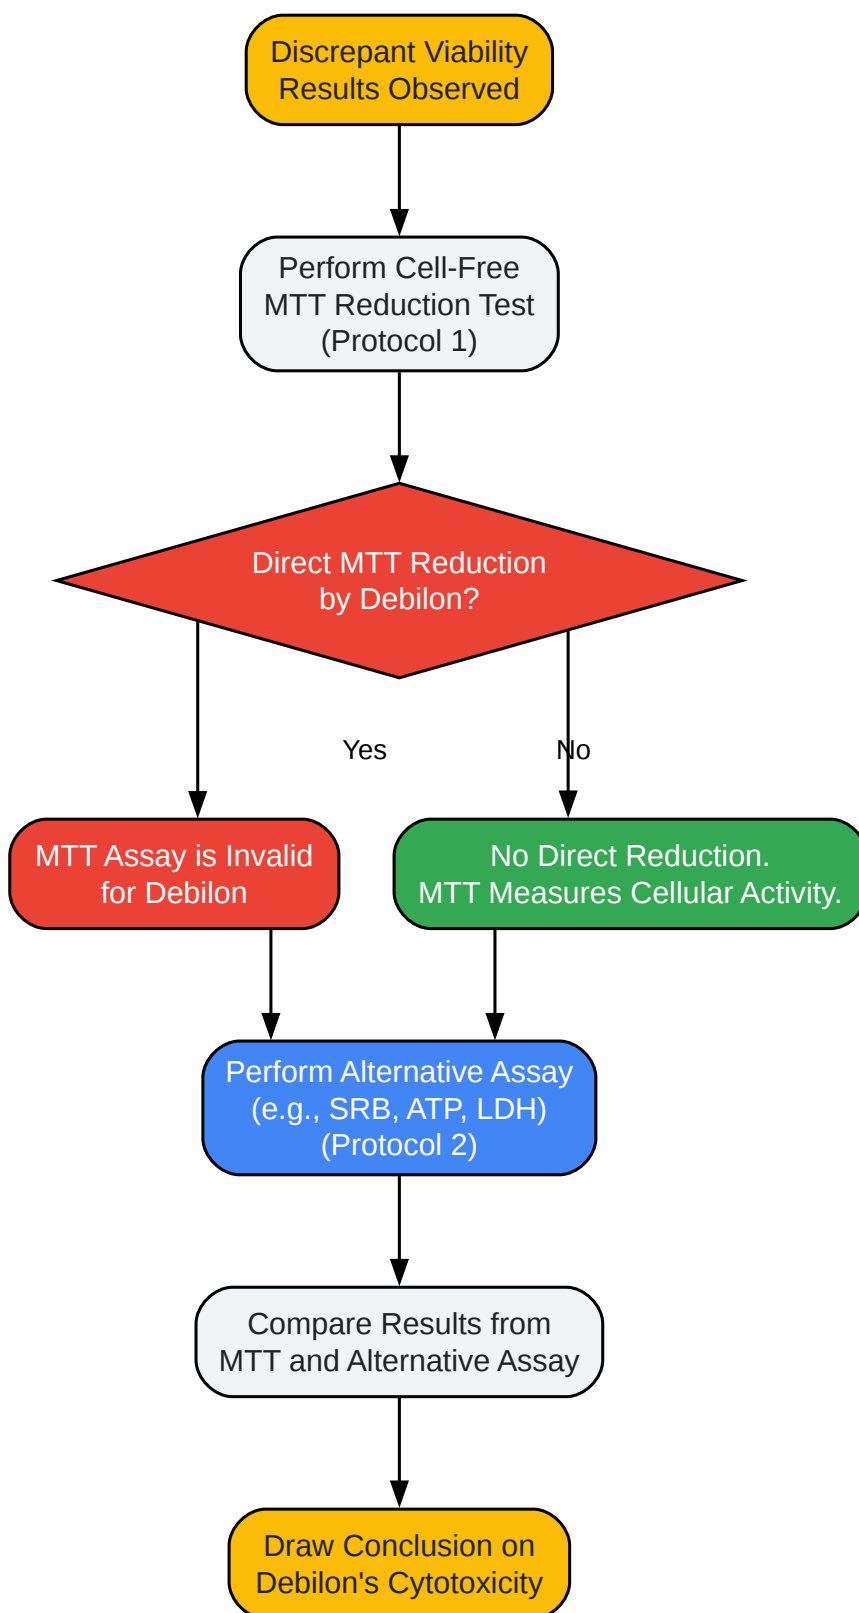 Discrepant Viability
Results Observed
Perform Cell-Free
MTT Reduction Test
(Protocol 1)
Direct MTT Reduction
by Debilon?
Yes
No
MTT Assay is Invalid
for Debilon
No Direct Reduction.
MTT Measures Cellular Activity.
Perform Alternative Assay
(e.g., SRB, ATP, LDH)
(Protocol 2)
Compare Results from
MTT and Alternative Assay
Draw Conclusion on
Debilon's Cytotoxicity